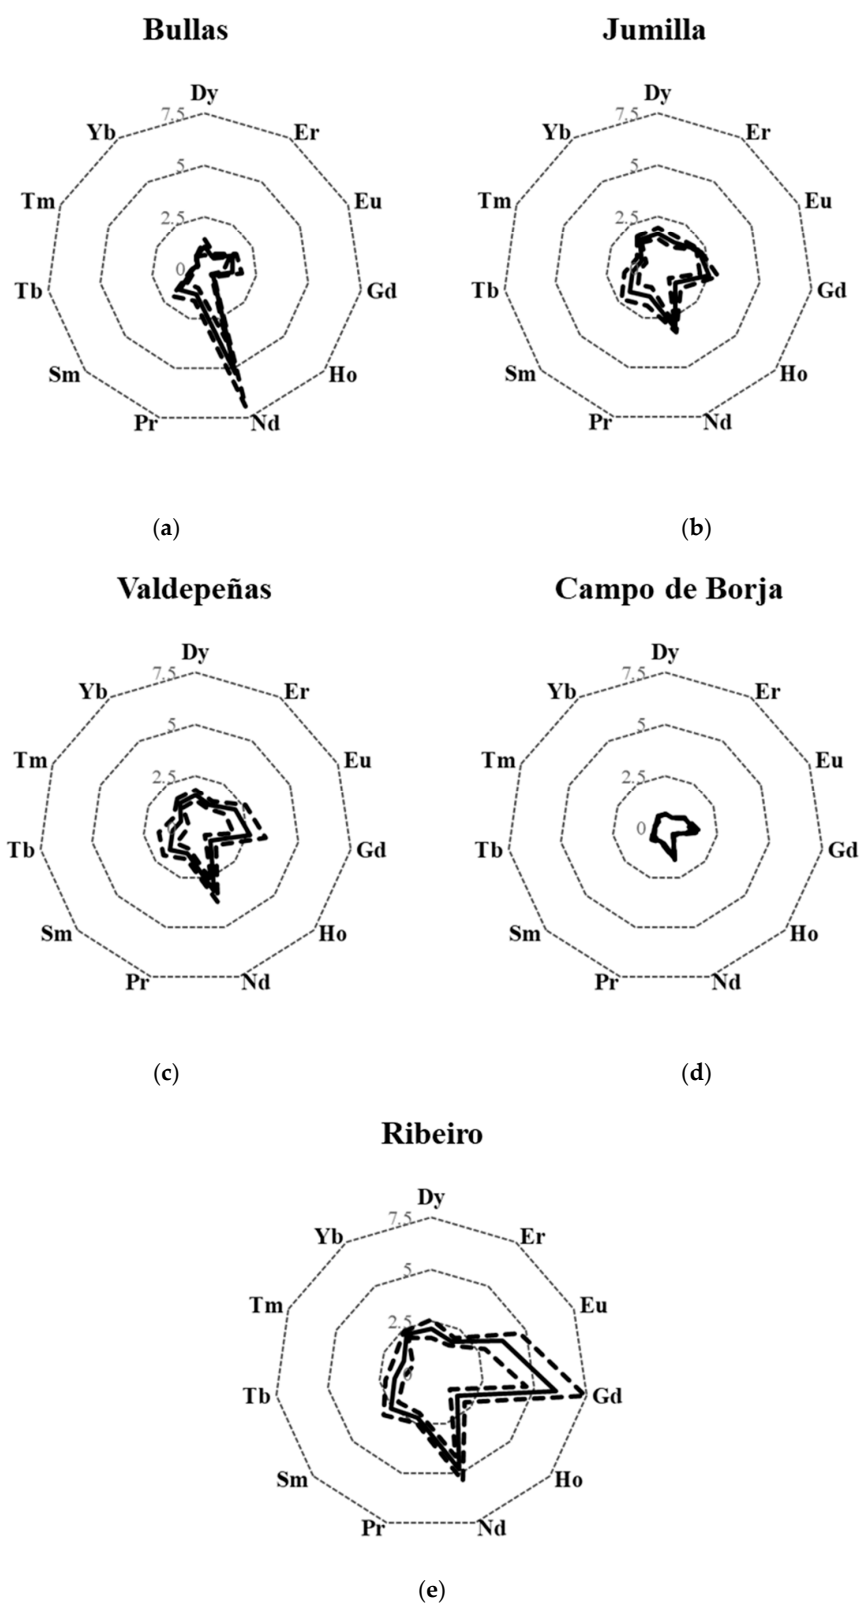 Bullas
Jumilla
Dy
Dy
7.5
7.5
Yb
Er
Yb
Er
5
5
Tm
Eu
Tm
Eu
2.5
2.5
0
Tb
Gd
Tb
Gd
Sm
Ho
Sm
Ho
Pr
Nd
Pr
Nd
(a)
(b)
Valdepeñas
Campo de Borja
Dy
Dy
7.5
7.5
Yb
Er
Yb
Er
5
5
Tm
Eu
Tm
Eu
2.5
2.5
0
Tb
Gd
Tb
Gd
Sm
Ho
Sm
Ho
Pr
Nd
Pr
Nd
(c)
(d)
Ribeiro
Dy
7.5
Yb
Er
5
Tm
Eu
2.5
0
Tb
Gd
Sm
Ho
Pr
Nd
(e)